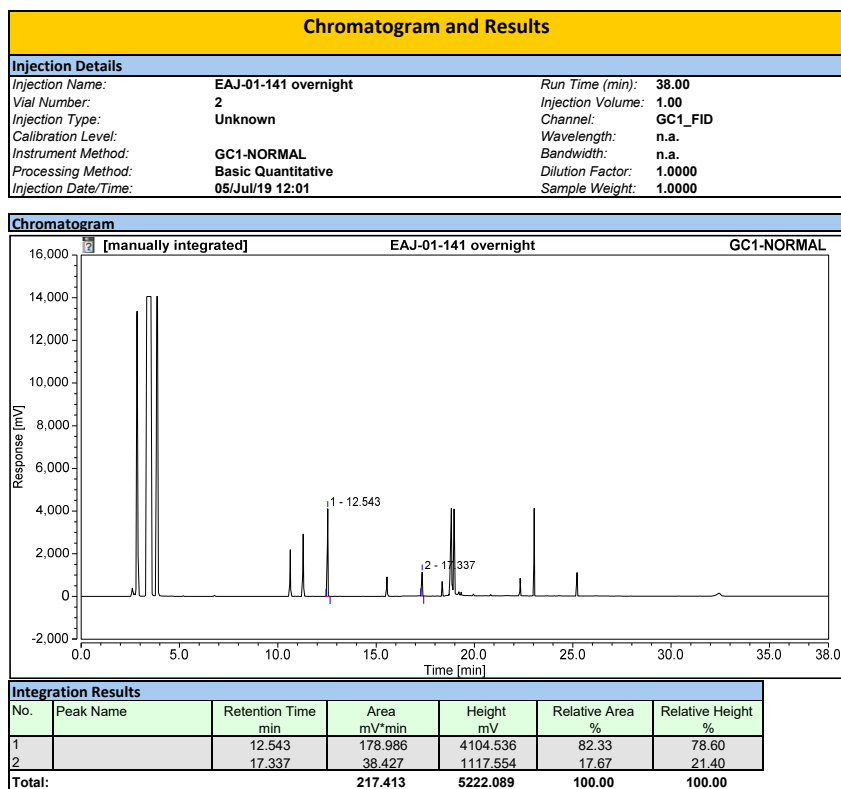 Chromatogram and Results
Injection Details
Injection Name: EAJ-01-141 overnight Run Time (min): 38.00
Vial Number: 2 Injection Volume: 1.00
Injection Type: Unknown Channel: GC1_FID
Calibration Level: Wavelength: n.a.
Instrument Method: GC1-NORMAL Bandwidth: n.a.
Processing Method: Basic Quantitative Dilution Factor: 1.0000
Injection Date/Time: 05/Jul/19 12:01 Sample Weight: 1.0000
Chromatogram
? [manually integrated] EAJ-01-141 overnight GC1-NORMAL
16,000
14,000
12,000
10,000
8,000
6,000
4,000
2,000
0
-2,000
Response [mV]
1 - 12.543
2 - 17.337
0.0 5.0 10.0 15.0 20.0 25.0 30.0 35.0 38.0
Time [min]
Integration Results
No. Peak Name Retention Time Area Height Relative Area Relative Height
min mV*min mV % %
1 12.543 178.986 4104.536 82.33 78.60
2 17.337 38.427 1117.554 17.67 21.40
Total: 217.413 5222.089 100.00 100.00